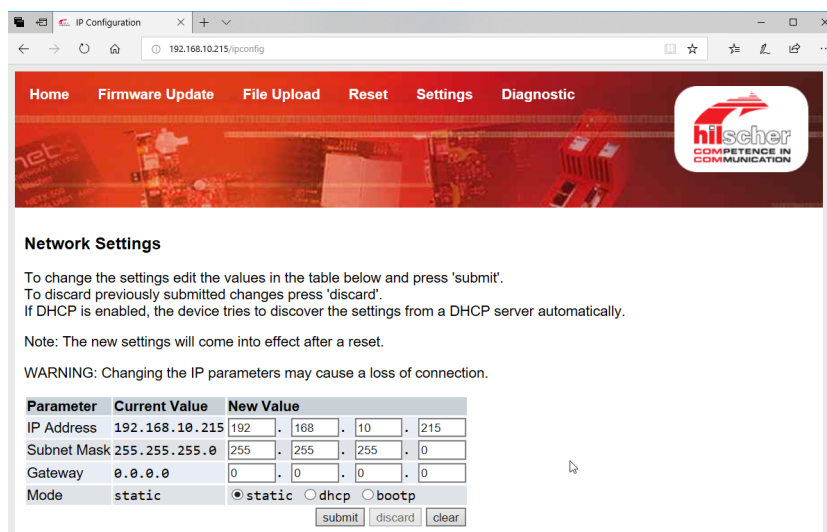 IP Configuration
192.168.10.215/ipconfig
Home Firmware Update File Upload Reset Settings Diagnostic
hilscher
COMPETENCE IN
COMMUNICATION
Network Settings
To change the settings edit the values in the table below and press 'submit'.
To discard previously submitted changes press 'discard'.
If DHCP is enabled, the device tries to discover the settings from a DHCP server automatically.
Note: The new settings will come into effect after a reset.
WARNING: Changing the IP parameters may cause a loss of connection.
Parameter Current Value New Value
IP Address 192.168.10.215 192 . 168 . 10 . 215
Subnet Mask 255.255.255.0 255 . 255 . 255 . 0
Gateway 0.0.0.0 0 . 0 . 0 . 0
Mode static static dhcp bootp
submit discard clear